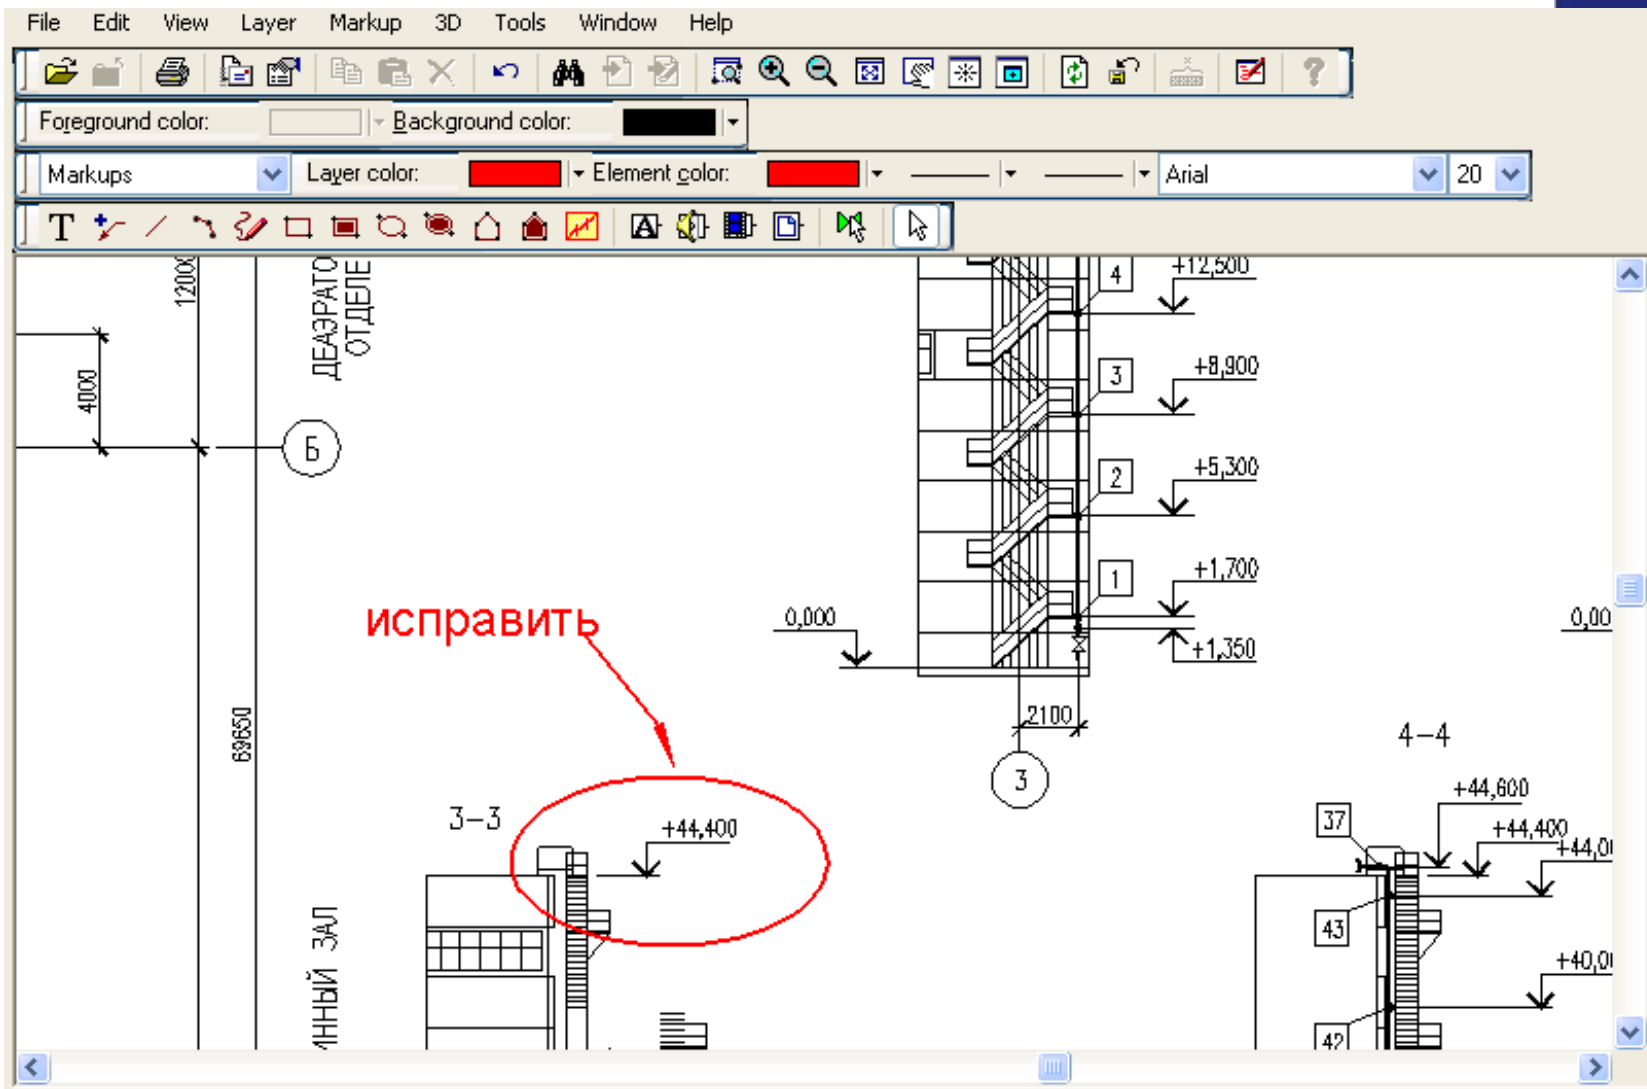 File Edit View Layer Markup 3D Tools Window Help
Foreground color: Background color:
Markups Layer color: Element color: Arial 20
T A
12000
ДЕАЭРАТО
ОТДЕЛЕ
4
+12,500
4000
3
+8,900
Б
2
+5,300
1
+1,700
исправить
0,000
0,00
+1,350
69650
2100
4-4
3
+44,600
3-3
+44,400
37
+44,400
+44,0
43
ИННЫЙ ЗАЛ
+40,0
42